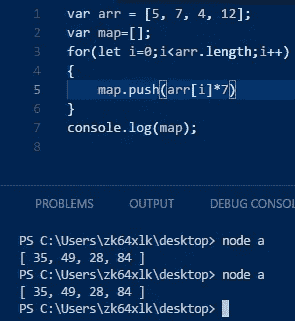 1 var arr = [5, 7, 4, 12];
2 var map=[];
3 for(let i=0;i<arr.length;i++)
4 {
5 map.push(arr[i]*7)
6 }
7 console.log(map);
8
PROBLEMS OUTPUT DEBUG CONSOL
PS C:\Users\zk64xlk\desktop> node a
[ 35, 49, 28, 84 ]
PS C:\Users\zk64xlk\desktop> node a
[ 35, 49, 28, 84 ]
PS C:\Users\zk64xlk\desktop>